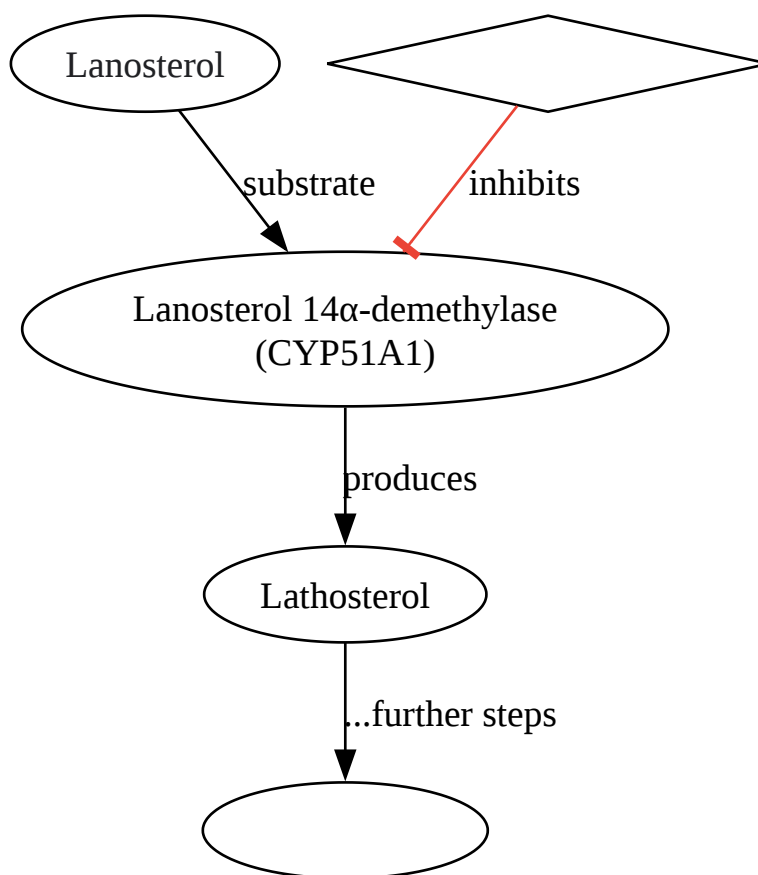 Lanosterol
substrate
inhibits
Lanosterol 14α-demethylase
(CYP51A1)
produces
Lathosterol
...further steps